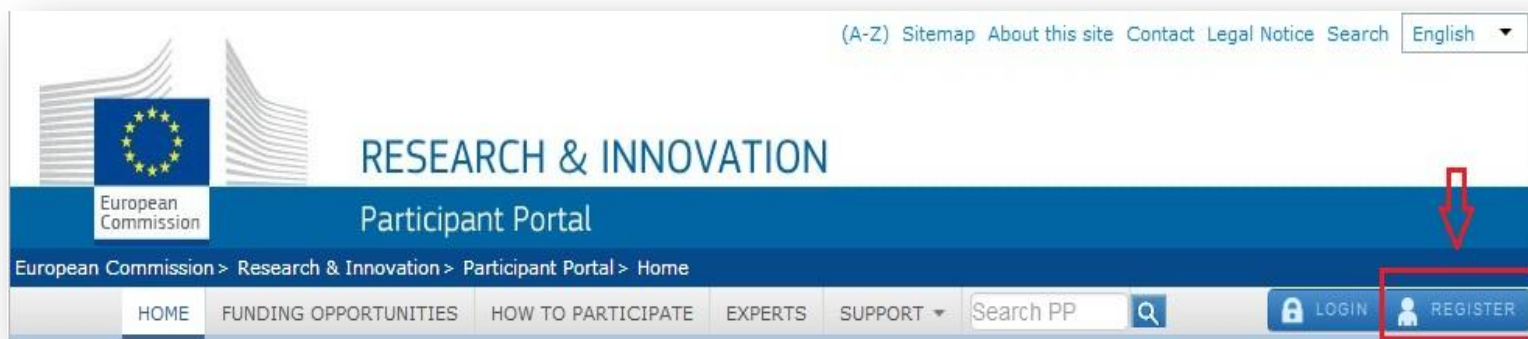 (A-Z) Sitemap About this site Contact Legal Notice Search English
RESEARCH & INNOVATION
European
Commission
Participant Portal
European Commission > Research & Innovation > Participant Portal > Home
HOME FUNDING OPPORTUNITIES HOW TO PARTICIPATE EXPERTS SUPPORT Search PP LOGIN REGISTER